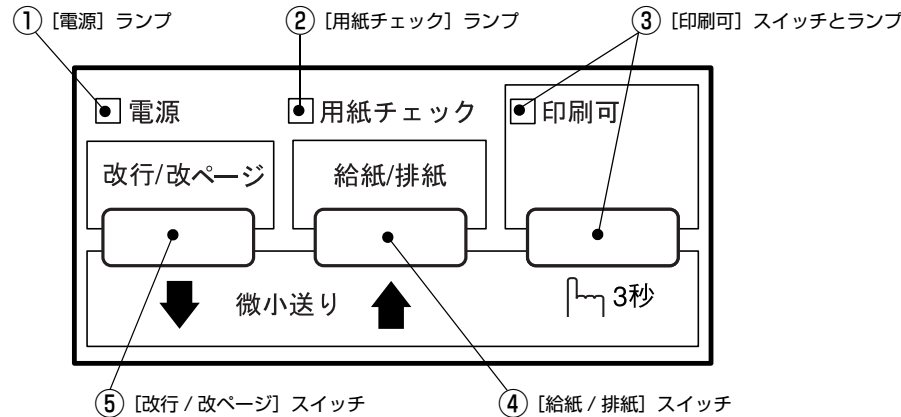 ① [電源] ランプ
② [用紙チェック] ランプ
③ [印刷可] スイッチとランプ
電源
用紙チェック
印刷可
改行/改ページ
給紙/排紙
微小送り
3秒
⑤ [改行 / 改ページ] スイッチ
④ [給紙 / 排紙] スイッチ